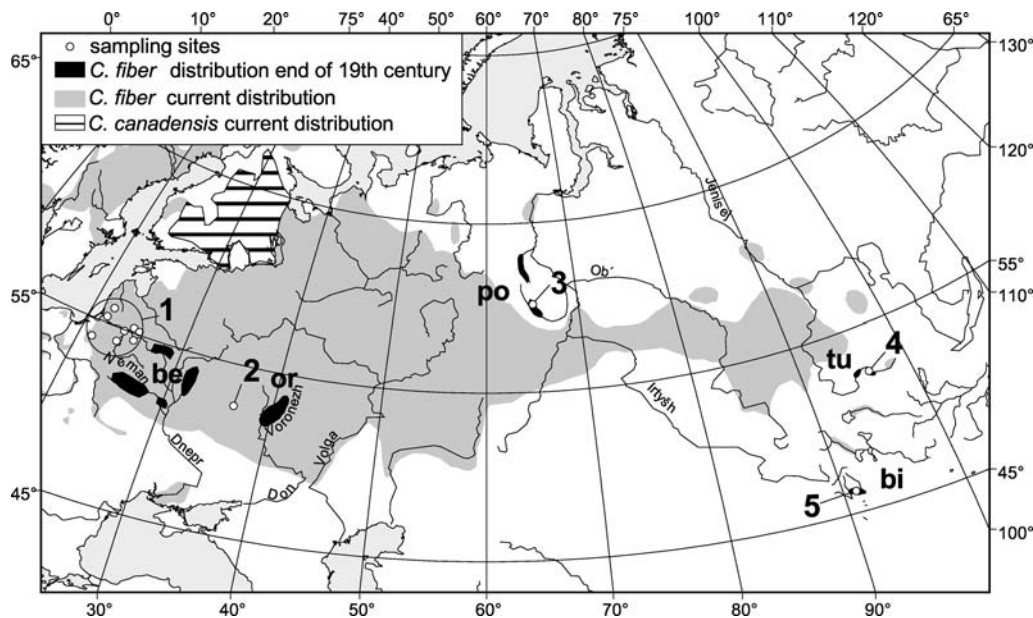 0° 10° 20° 75° 40° 50° 60° 70° 75° 100° 110° 120° 65°
sampling sites
C. fiber distribution end of 19th century
C. fiber current distribution
C. canadensis current distribution
65°
130°
120°
Jenisey
55°
110°
55°
Ob'
po
3
1
Neman
be
2
or
Voronezh
tu
4
Irtysh
Volga
Dnepr
Don
45°
bi
45°
5
100°
30° 40° 50° 60° 70° 80° 90°